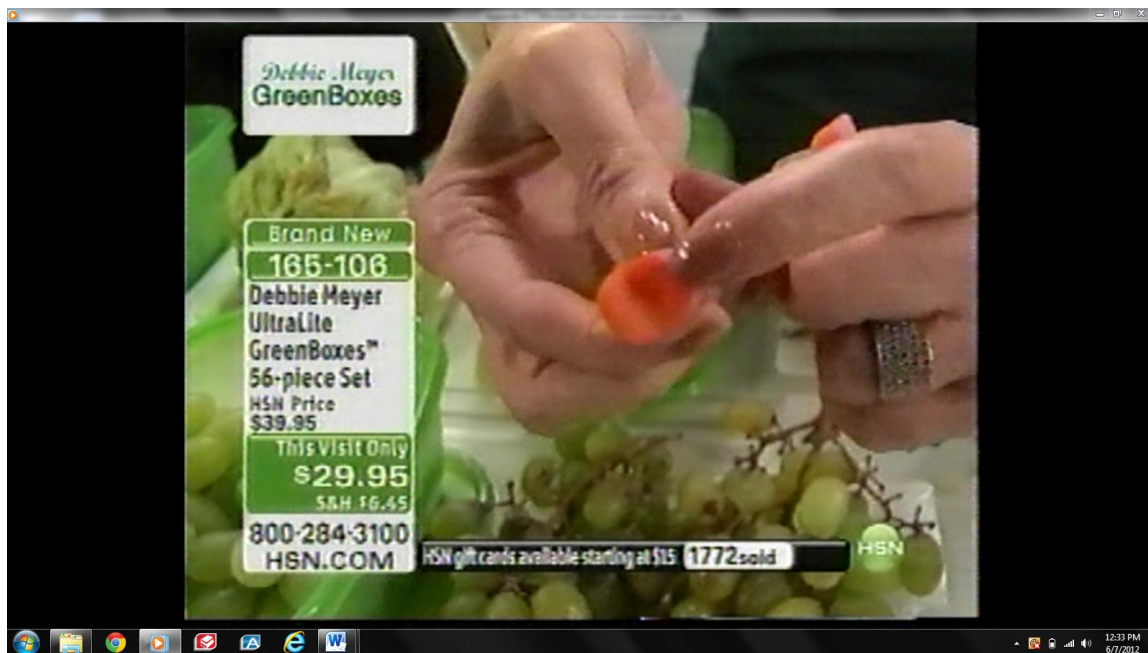 Debbie Meyer
GreenBoxes
Brand New
165-106
Debbie Meyer
UltraLite
GreenBoxes™
56-piece Set
HSN Price
$39.95
This Visit Only
$29.95
S&H $6.45
800-284-3100
HSN.COM
HSN gift cards available starting at $15
1772 sold
HSN
12:33 PM
6/7/2012